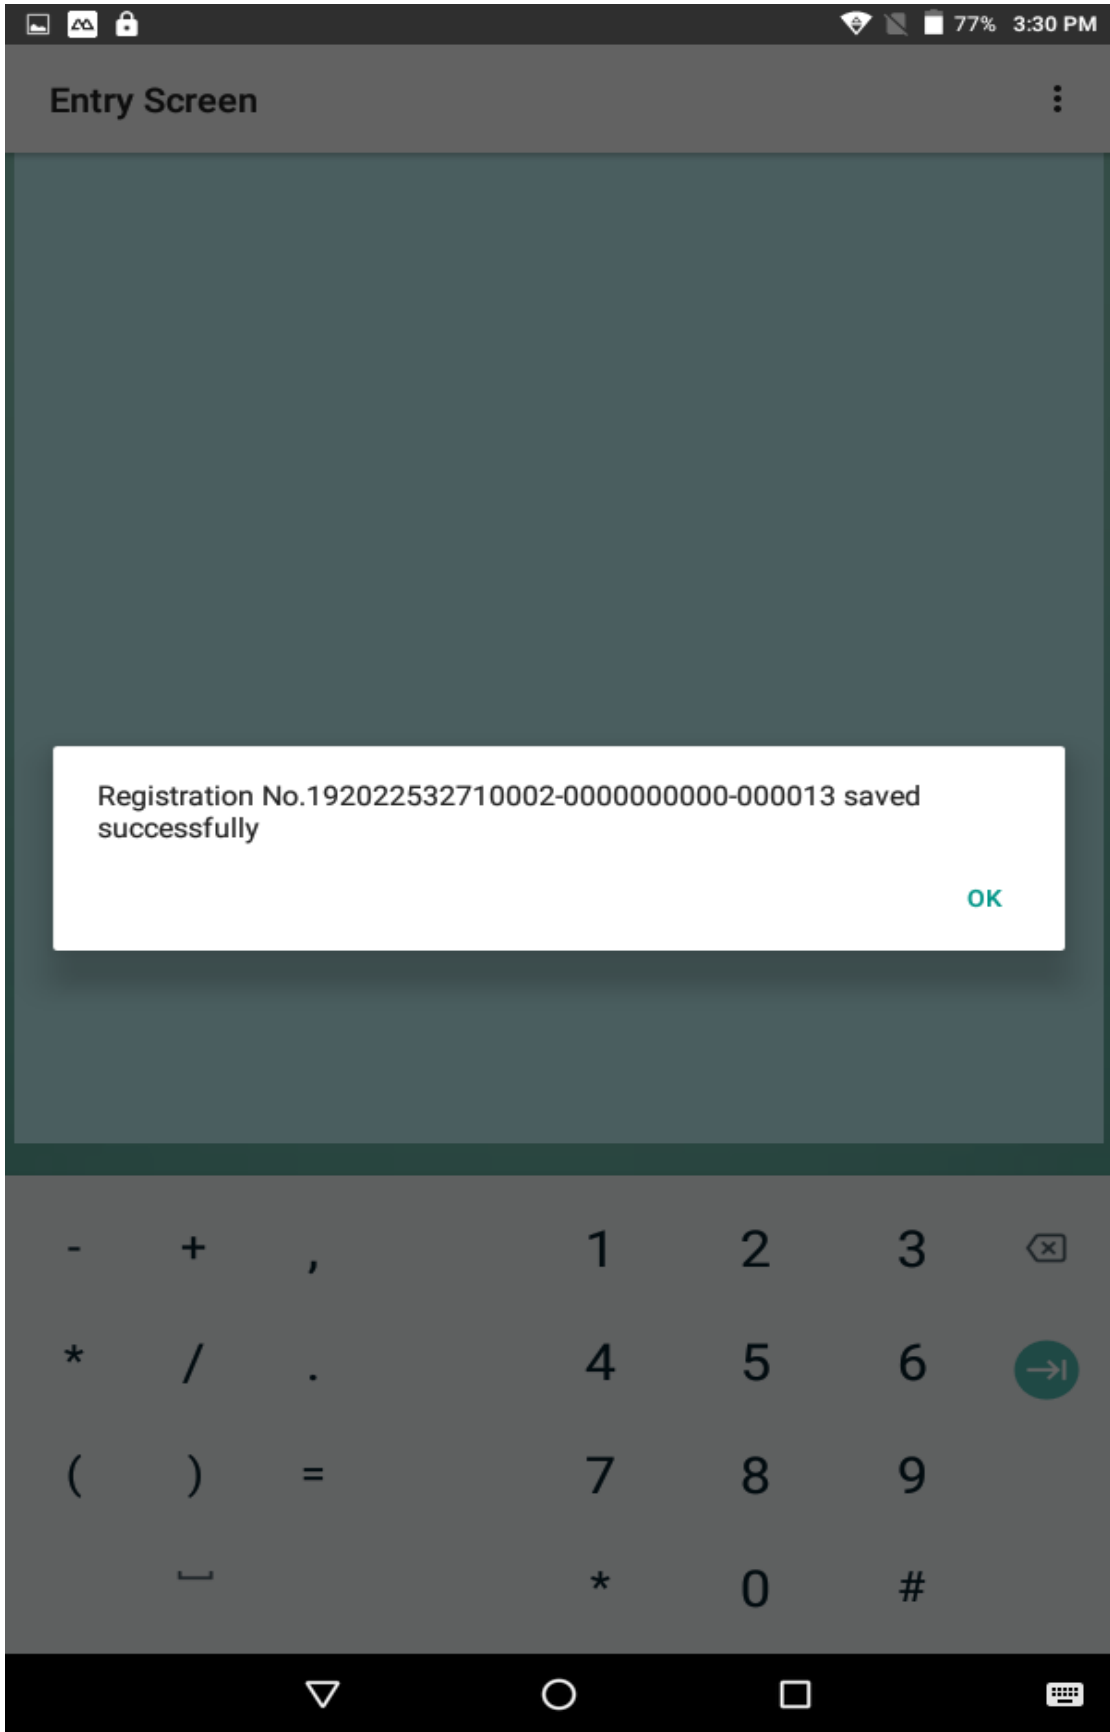 77% 3:30 PM
Entry Screen
Registration No.192022532710002-0000000000-000013 saved
successfully
OK
- + , 1 2 3
* / . 4 5 6
( ) = 7 8 9
* 0 #